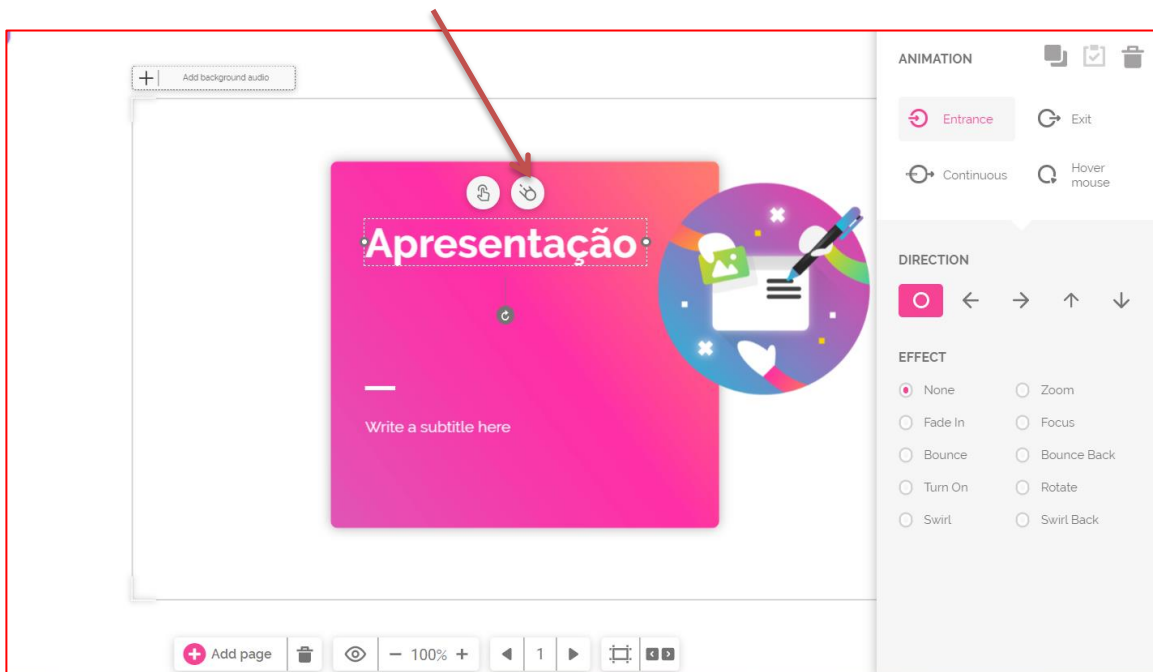 Add background audio
Apresentação
Write a subtitle here
Add page
100%
1
ANIMATION
Entrance
Exit
Continuous
Hover
mouse
DIRECTION
EFFECT
None
Zoom
Fade In
Focus
Bounce
Bounce Back
Turn On
Rotate
Swirl
Swirl Back